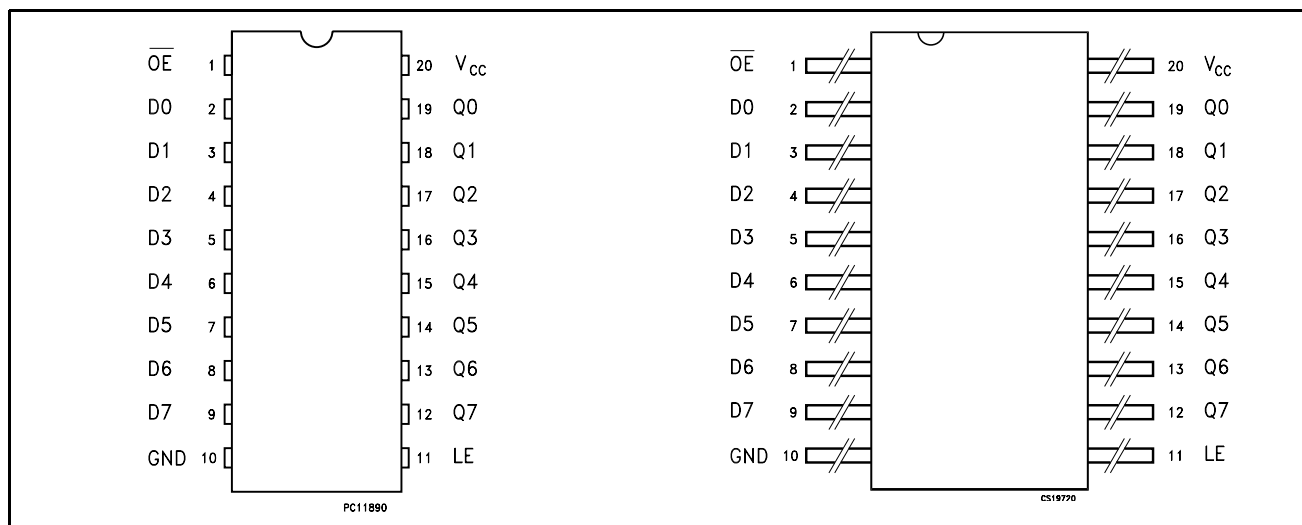 O̅E̅ 1 20 VCC
D0 2 19 Q0
D1 3 18 Q1
D2 4 17 Q2
D3 5 16 Q3
D4 6 15 Q4
D5 7 14 Q5
D6 8 13 Q6
D7 9 12 Q7
GND 10 11 LE
PC11890
O̅E̅ 1 20 VCC
D0 2 19 Q0
D1 3 18 Q1
D2 4 17 Q2
D3 5 16 Q3
D4 6 15 Q4
D5 7 14 Q5
D6 8 13 Q6
D7 9 12 Q7
GND 10 11 LE
CS19720